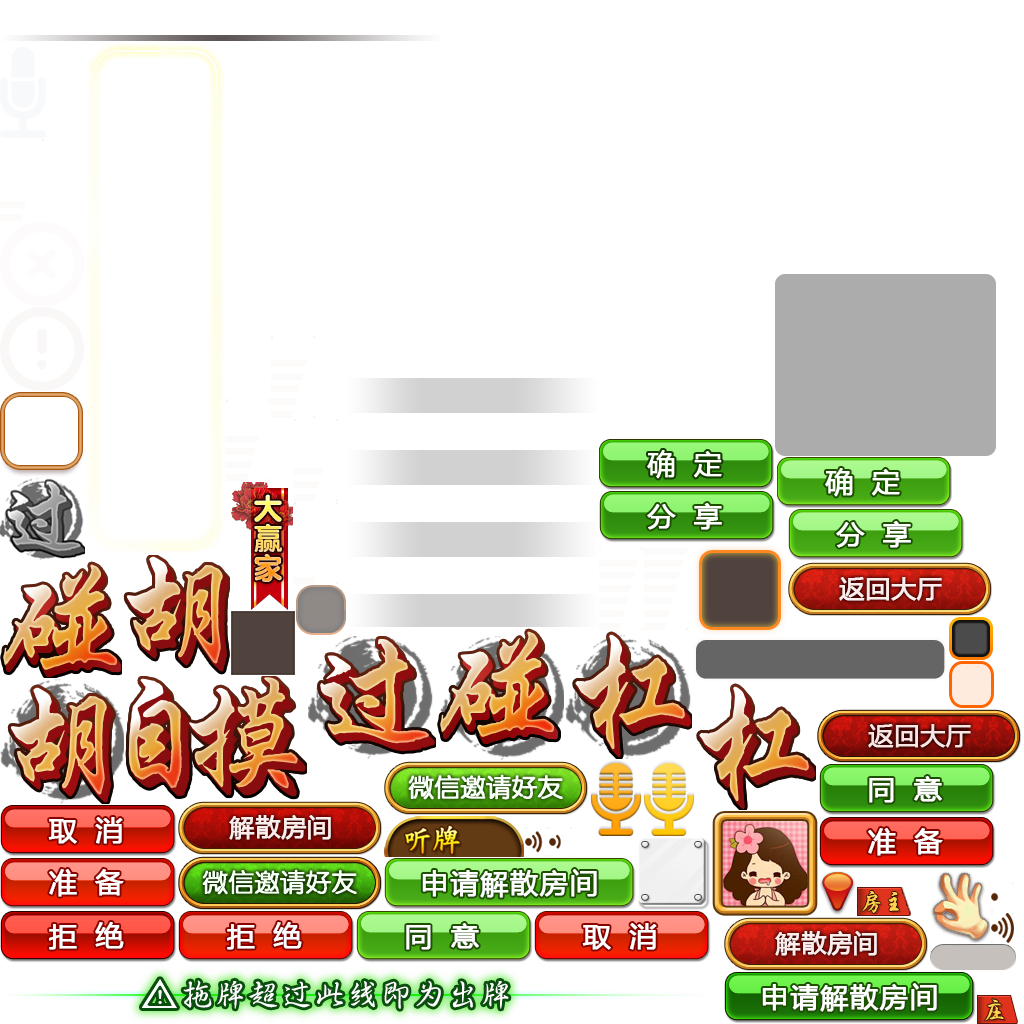 确 定
确 定
分 享
分 享
过
大赢家
返回大厅
碰
胡
过
碰
杠
胡
自摸
杠
返回大厅
微信邀请好友
同 意
取 消
解散房间
听牌
准 备
准 备
微信邀请好友
申请解散房间
房主
拒 绝
拒 绝
同 意
取 消
解散房间
拖牌超过此线即为出牌
申请解散房间
庄